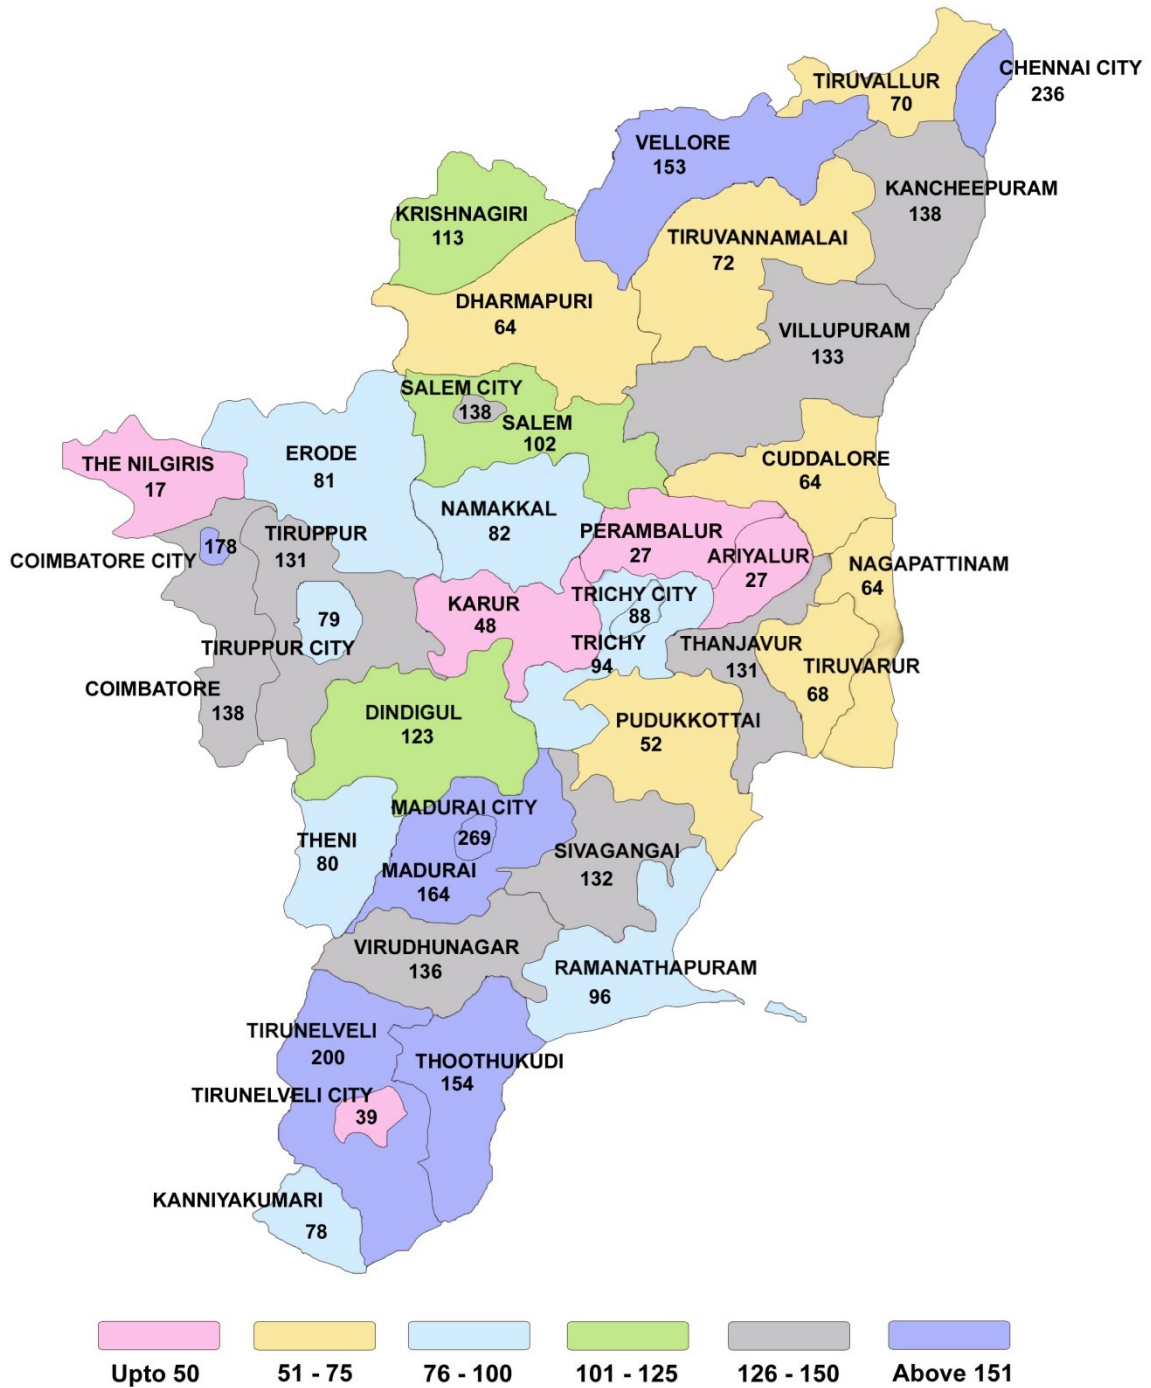 CHENNAI CITY
236
TIRUVALLUR
70
VELLORE
153
KANCHEEPURAM
138
KRISHNAGIRI
113
TIRUVANNAMALAI
72
DHARMAPURI
64
VILLUPURAM
133
SALEM CITY
138
SALEM
102
ERODE
81
THE NILGIRIS
17
CUDDALORE
64
NAMAKKAL
82
PERAMBALUR
27
ARIYALUR
27
TIRUPPUR
131
178
COIMBATORE CITY
NAGAPATTINAM
64
TRICHY CITY
88
KARUR
48
79
TIRUPPUR CITY
TRICHY
94
THANJAVUR
131
TIRUVARUR
68
COIMBATORE
138
DINDIGUL
123
PUDUKKOTTAI
52
MADURAI CITY
269
THENI
80
SIVAGANGAI
132
MADURAI
164
VIRUDHUNAGAR
136
RAMANATHAPURAM
96
TIRUNELVELI
200
THOOTHUKUDI
154
TIRUNELVELI CITY
39
KANNIYAKUMARI
78
Upto 50
51 - 75
76 - 100
101 - 125
126 - 150
Above 151